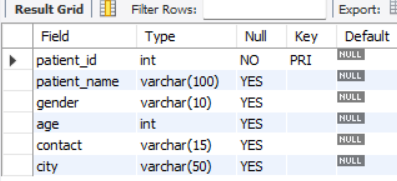 Result Grid Filter Rows: Export:
Field Type Null Key Default
patient_id int NO PRI NULL
patient_name varchar(100) YES NULL
gender varchar(10) YES NULL
age int YES NULL
contact varchar(15) YES NULL
city varchar(50) YES NULL